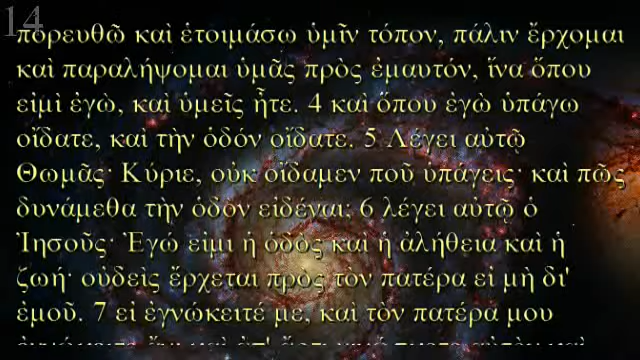 14
πορευθῶ καὶ ἑτοιμάσω ὑμῖν τόπον, πάλιν ἔρχομαι
καὶ παραλήψομαι ὑμᾶς πρὸς ἐμαυτόν, ἵνα ὅπου
εἰμὶ ἐγὼ, καὶ ὑμεῖς ἦτε. 4 καὶ ὅπου ἐγὼ ὑπάγω
οἴδατε, καὶ τὴν ὁδόν οἴδατε. 5 Λέγει αὐτῷ
Θωμᾶς· Κύριε, οὐκ οἴδαμεν ποῦ ὑπάγεις· καὶ πῶς
δυνάμεθα τὴν ὁδὸν εἰδέναι; 6 λέγει αὐτῷ ὁ
Ἰησοῦς· Ἐγώ εἰμι ἡ ὁδὸς καὶ ἡ ἀλήθεια καὶ ἡ
ζωή· οὐδεὶς ἔρχεται πρὸς τὸν πατέρα εἰ μὴ δι'
ἐμοῦ. 7 εἰ ἐγνώκειτέ με, καὶ τὸν πατέρα μου